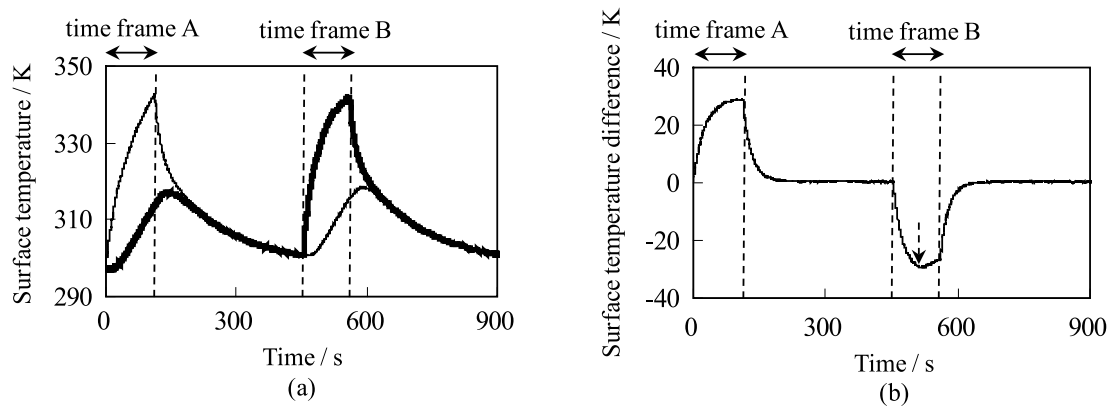 time frame A
time frame B
Surface temperature / K
350
330
310
290
0
300
600
900
Time / s
(a)
time frame A
time frame B
Surface temperature difference / K
40
20
0
-20
-40
0
300
600
900
Time / s
(b)